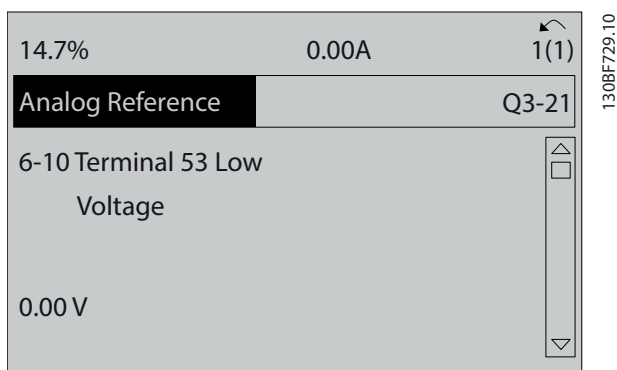 14.7% 0.00A 1(1)
Analog Reference Q3-21
6-10 Terminal 53 Low
Voltage
0.00 V
130BF729.10